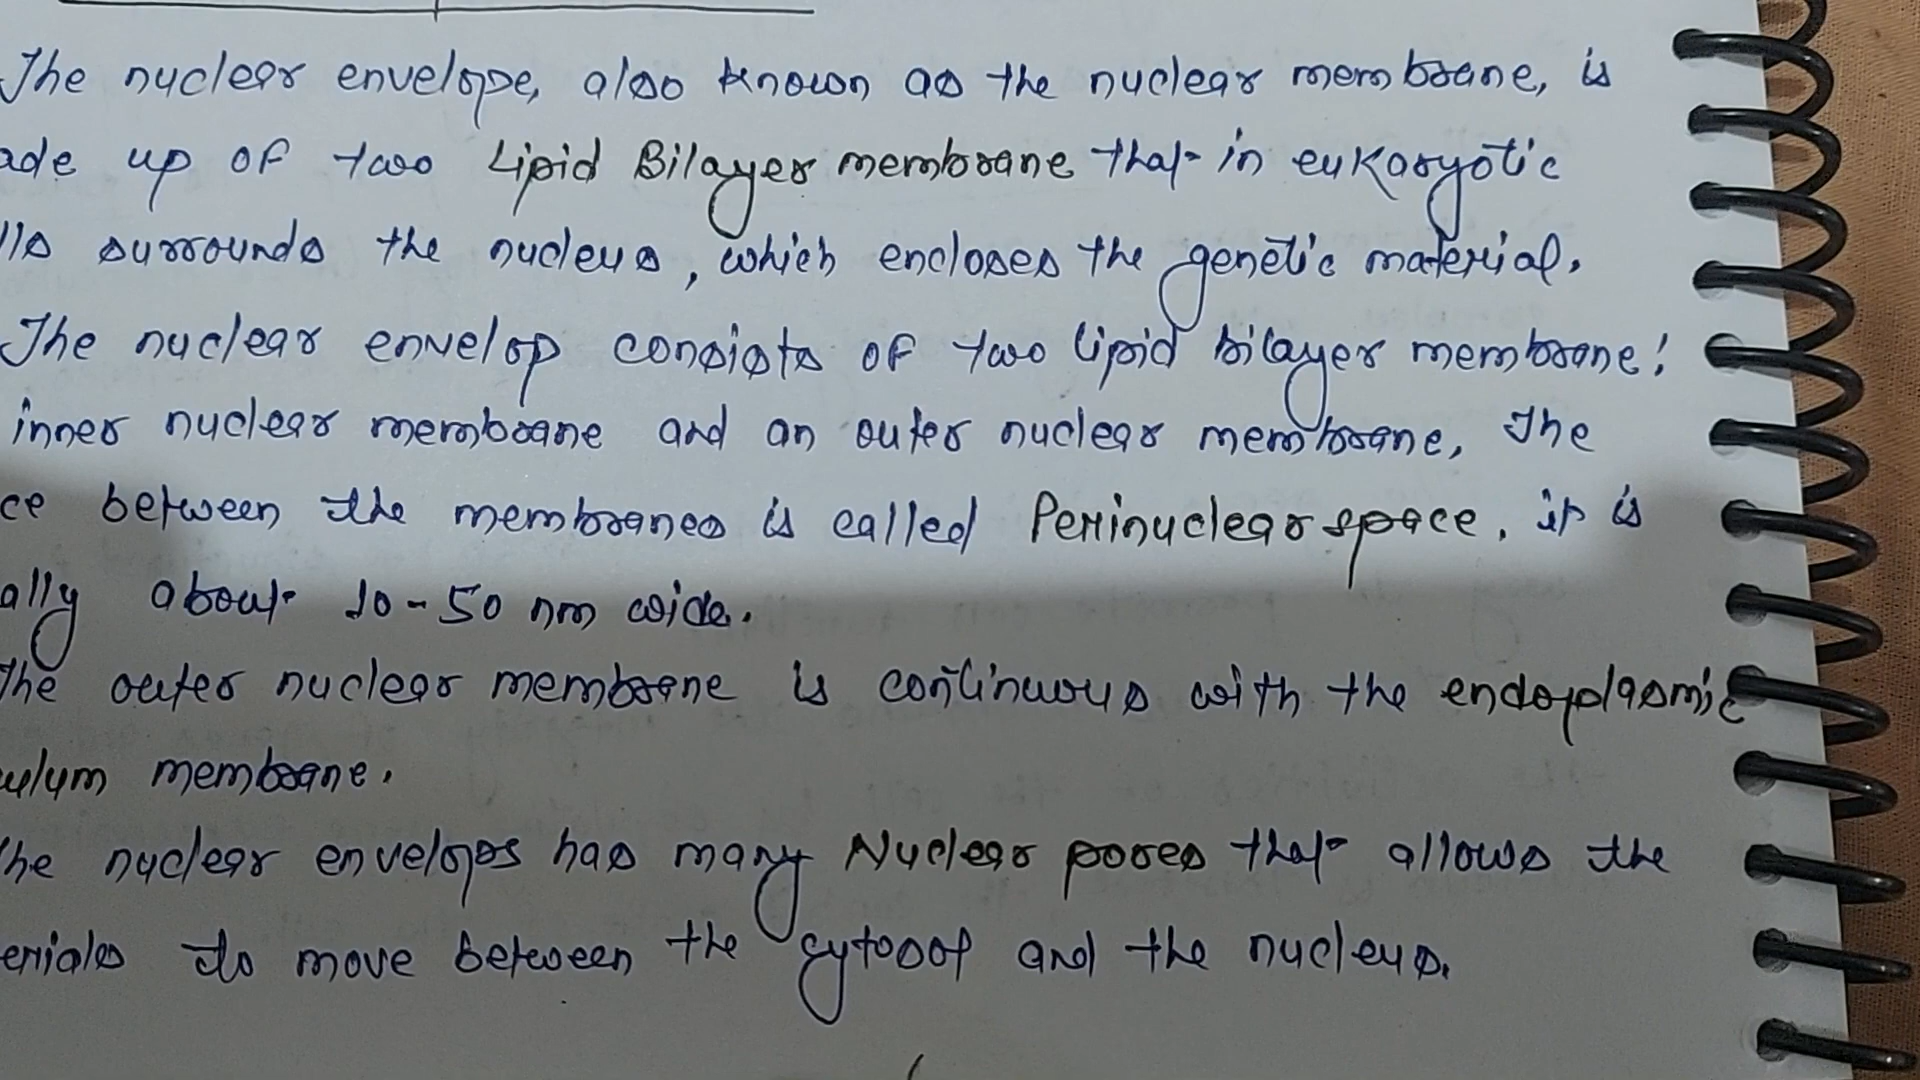 The nuclear envelope, also known as the nuclear membrane, is
ade up of two Lipid Bilayer membrane that in eukaryotic
lls surrounds the nucleus, which encloses the genetic material.
The nuclear envelop consists of two lipid bilayer membrane!
inner nuclear membrane and an outer nuclear membrane, The
ce between the membranes is called Perinuclear space. it is
ally about 10-50 nm wide.
The outer nuclear membrane is continuous with the endoplasmic
ulum membrane.
he nuclear envelops has many Nuclear pores that allows the
erials to move between the cytosol and the nucleus.